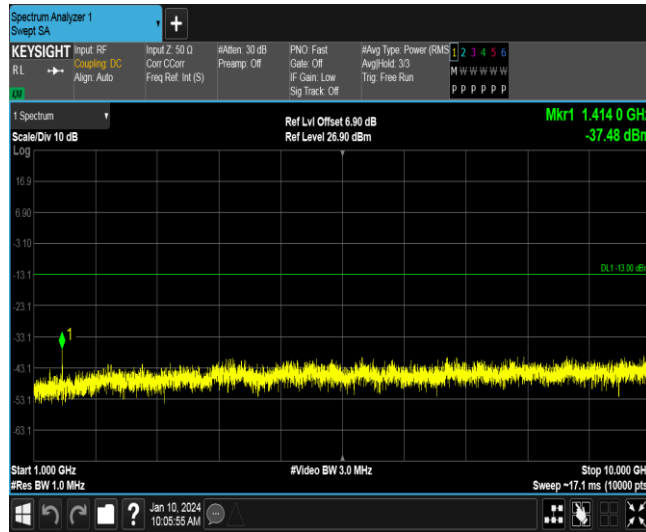 Spectrum Analyzer 1
Swept SA
KEYSIGHT
RL
LXI
Input: RF
Coupling: DC
Align: Auto
Input Z: 50 Ω
Corr CCorr
Freq Ref: Int (S)
#Atten: 30 dB
Preamp: Off
PNO: Fast
Gate: Off
IF Gain: Low
Sig Track: Off
#Avg Type: Power (RMS
Avg|Hold: 3/3
Trig: Free Run
1 2 3 4 5 6
M W W W W W
P P P P P P
1 Spectrum
Scale/Div 10 dB
Ref Lvl Offset 6.90 dB
Ref Level 26.90 dBm
Mkr1 1.414 0 GHz
-37.48 dBm
Log
16.9
6.90
-3.10
-13.1
DL1 -13.00 dBm
-23.1
-33.1
1
-43.1
-53.1
-63.1
Start 1.000 GHz
#Res BW 1.0 MHz
#Video BW 3.0 MHz
Stop 10.000 GHz
Sweep ~17.1 ms (10000 pts
?
Jan 10, 2024
10:05:55 AM